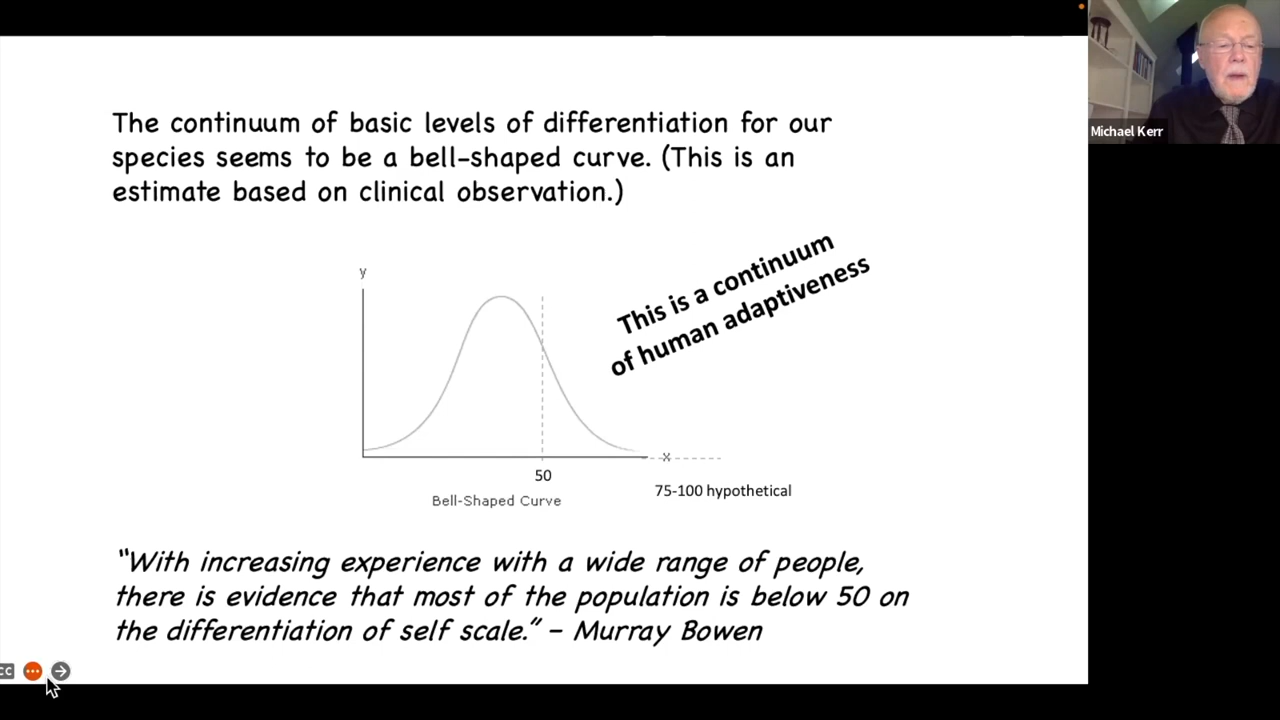 The continuum of basic levels of differentiation for our
species seems to be a bell-shaped curve. (This is an
estimate based on clinical observation.)
This is a continuum
of human adaptiveness
y
x
50
75-100 hypothetical
Bell-Shaped Curve
"With increasing experience with a wide range of people,
there is evidence that most of the population is below 50 on
the differentiation of self scale." – Murray Bowen
CC
Michael Kerr